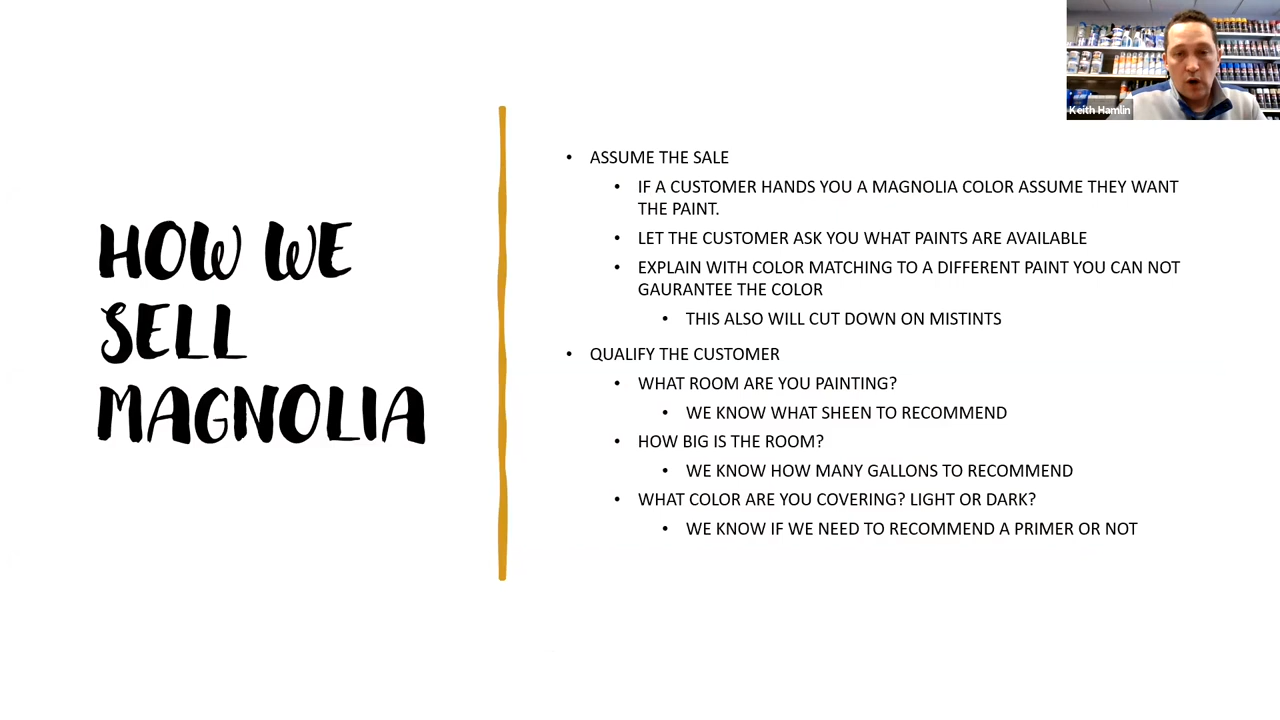 HOW WE
SELL
MAGNOLIA
• ASSUME THE SALE
• IF A CUSTOMER HANDS YOU A MAGNOLIA COLOR ASSUME THEY WANT
THE PAINT.
• LET THE CUSTOMER ASK YOU WHAT PAINTS ARE AVAILABLE
• EXPLAIN WITH COLOR MATCHING TO A DIFFERENT PAINT YOU CAN NOT
GAURANTEE THE COLOR
• THIS ALSO WILL CUT DOWN ON MISTINTS
• QUALIFY THE CUSTOMER
• WHAT ROOM ARE YOU PAINTING?
• WE KNOW WHAT SHEEN TO RECOMMEND
• HOW BIG IS THE ROOM?
• WE KNOW HOW MANY GALLONS TO RECOMMEND
• WHAT COLOR ARE YOU COVERING? LIGHT OR DARK?
• WE KNOW IF WE NEED TO RECOMMEND A PRIMER OR NOT
Keith Hamlin